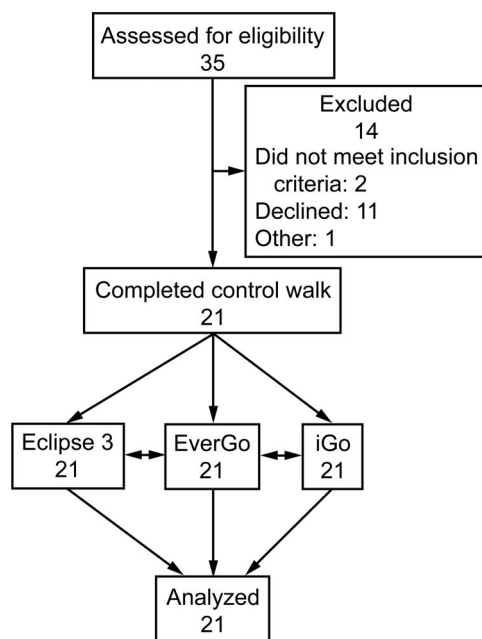 Assessed for eligibility
35
Excluded
14
Did not meet inclusion
criteria: 2
Declined: 11
Other: 1
Completed control walk
21
Eclipse 3
21
EverGo
21
iGo
21
Analyzed
21